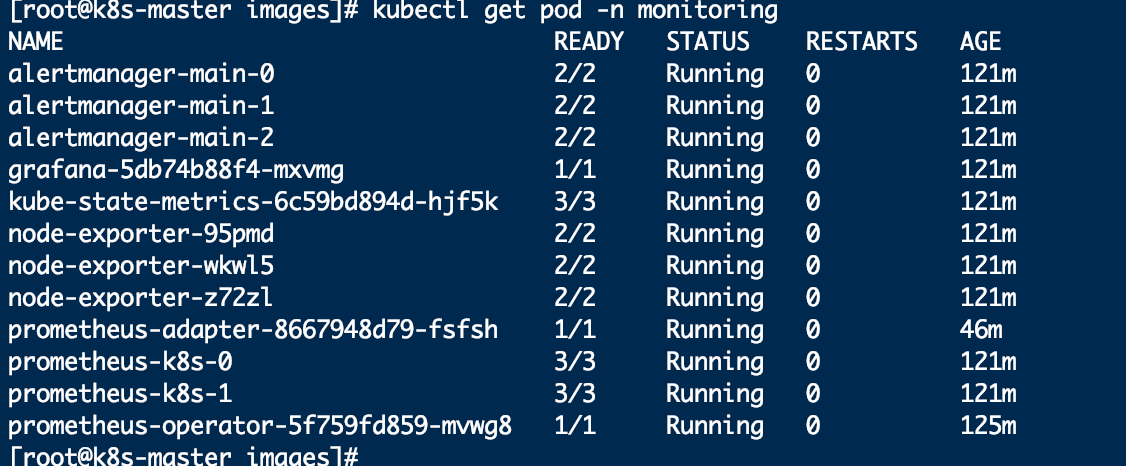 [root@k8s-master images]# kubectl get pod -n monitoring
NAME READY STATUS RESTARTS AGE
alertmanager-main-0 2/2 Running 0 121m
alertmanager-main-1 2/2 Running 0 121m
alertmanager-main-2 2/2 Running 0 121m
grafana-5db74b88f4-mxvmg 1/1 Running 0 121m
kube-state-metrics-6c59bd894d-hjf5k 3/3 Running 0 121m
node-exporter-95pmd 2/2 Running 0 121m
node-exporter-wkwl5 2/2 Running 0 121m
node-exporter-z72zl 2/2 Running 0 121m
prometheus-adapter-8667948d79-fsfsh 1/1 Running 0 46m
prometheus-k8s-0 3/3 Running 0 121m
prometheus-k8s-1 3/3 Running 0 121m
prometheus-operator-5f759fd859-mvwg8 1/1 Running 0 125m
[root@k8s-master images]#